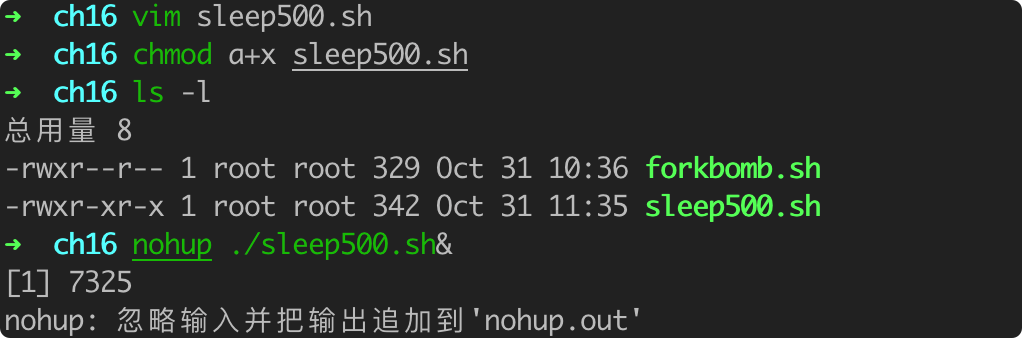 → ch16 vim sleep500.sh
→ ch16 chmod a+x sleep500.sh
→ ch16 ls -l
总用量 8
-rwxr--r-- 1 root root 329 Oct 31 10:36 forkbomb.sh
-rwxr-xr-x 1 root root 342 Oct 31 11:35 sleep500.sh
→ ch16 nohup ./sleep500.sh&
[1] 7325
nohup: 忽略输入并把输出追加到'nohup.out'